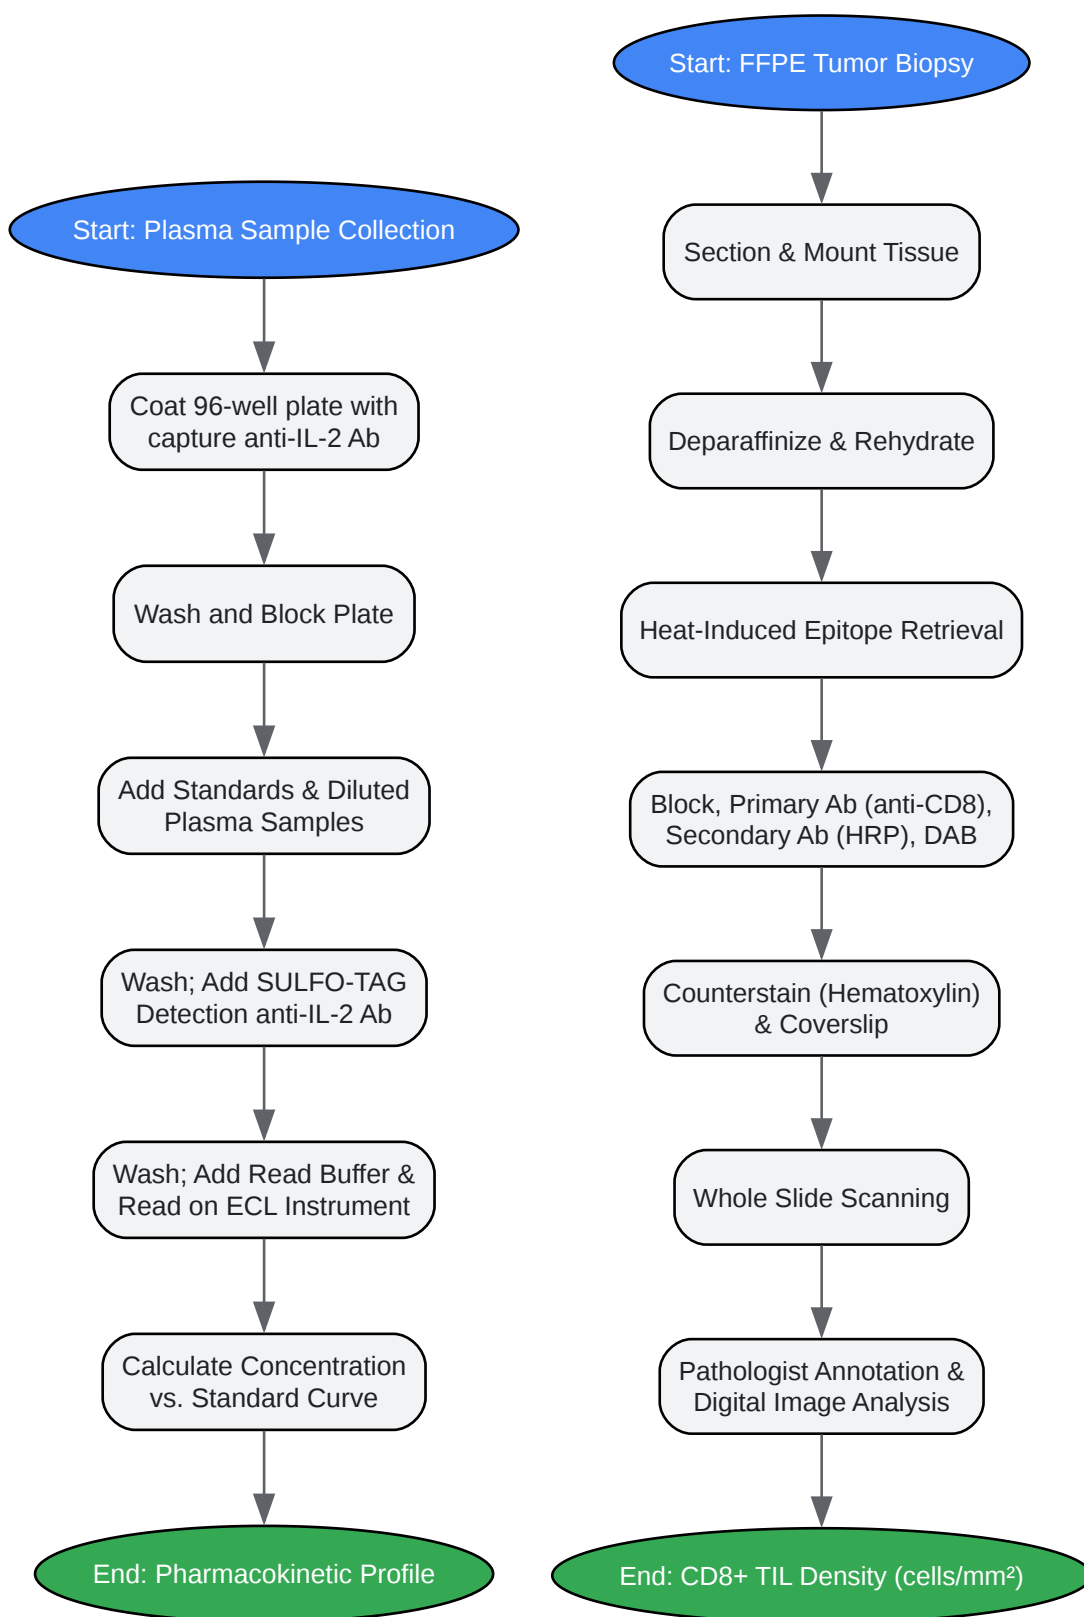 Start: Plasma Sample Collection
Coat 96-well plate with
capture anti-IL-2 Ab
Wash and Block Plate
Add Standards & Diluted
Plasma Samples
Wash; Add SULFO-TAG
Detection anti-IL-2 Ab
Wash; Add Read Buffer &
Read on ECL Instrument
Calculate Concentration
vs. Standard Curve
End: Pharmacokinetic Profile
Start: FFPE Tumor Biopsy
Section & Mount Tissue
Deparaffinize & Rehydrate
Heat-Induced Epitope Retrieval
Block, Primary Ab (anti-CD8),
Secondary Ab (HRP), DAB
Counterstain (Hematoxylin)
& Coverslip
Whole Slide Scanning
Pathologist Annotation &
Digital Image Analysis
End: CD8+ TIL Density (cells/mm²)